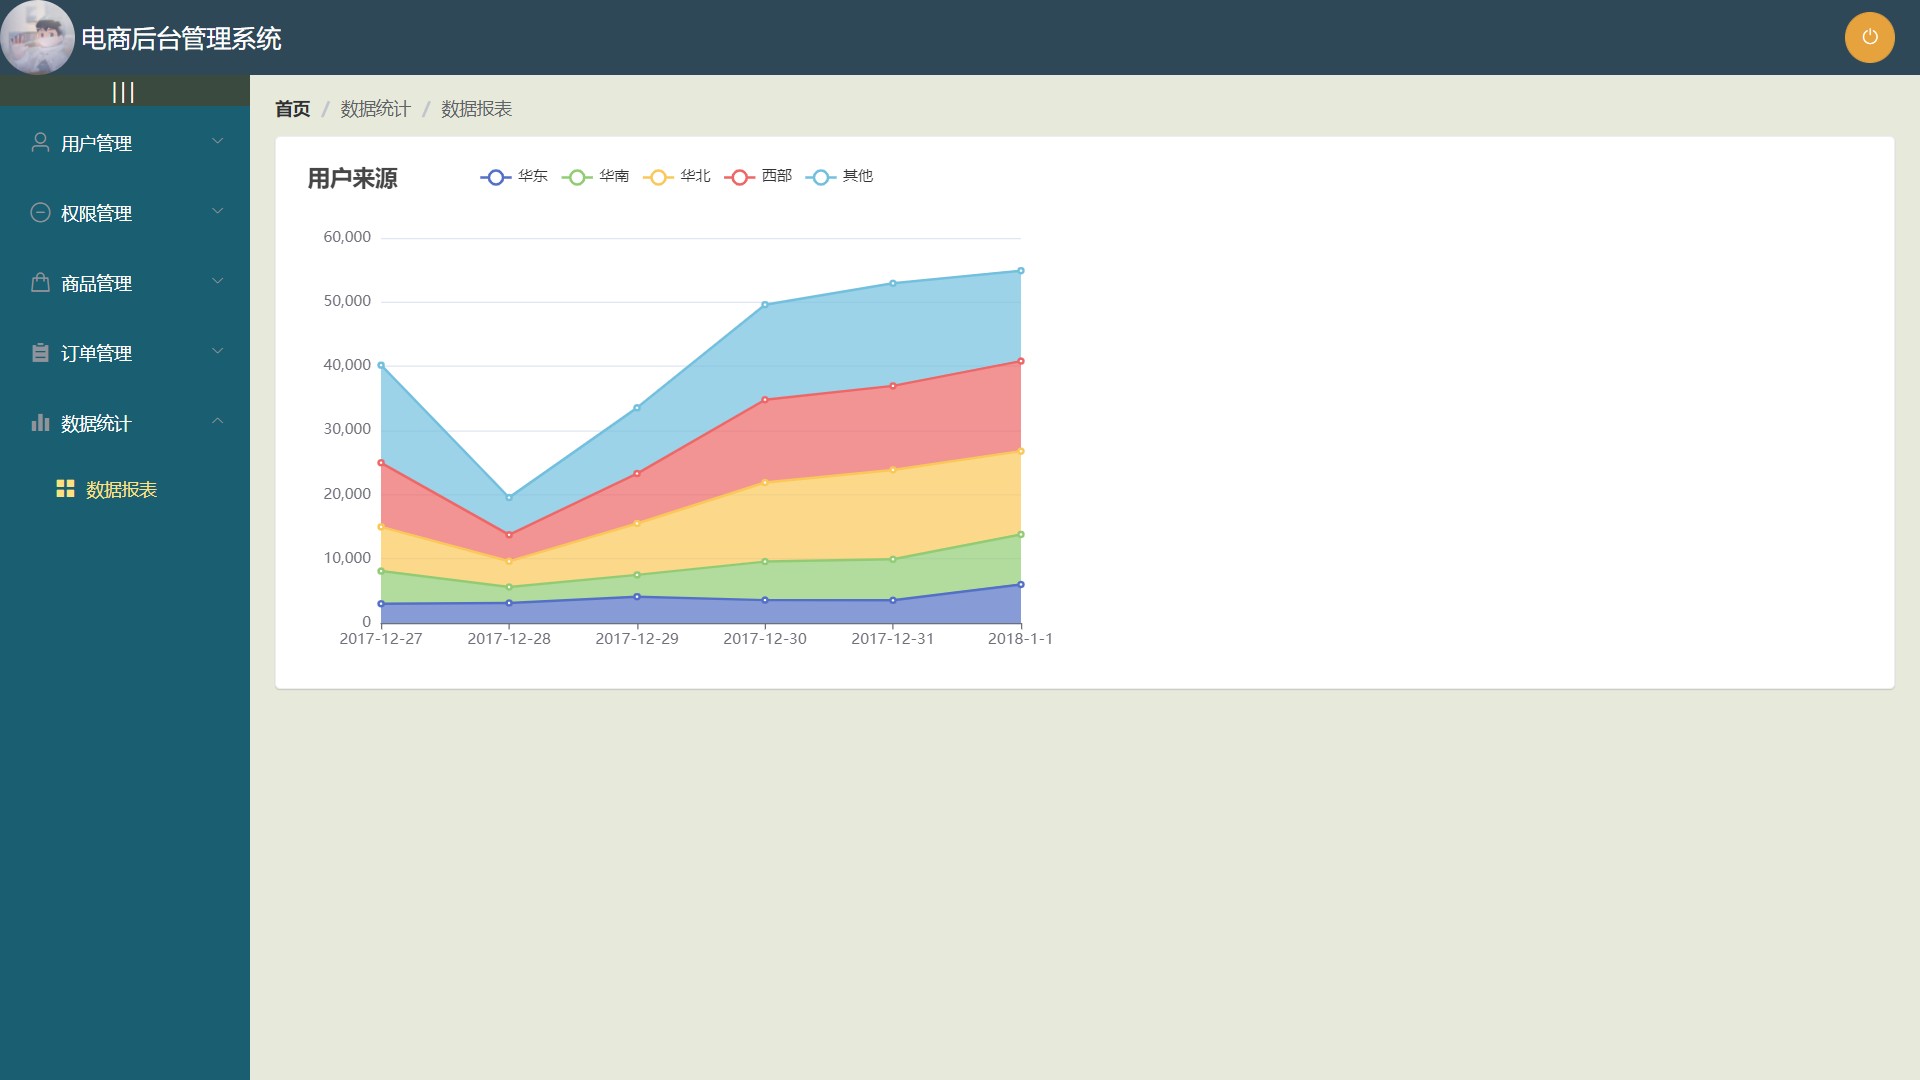 电商后台管理系统
|||
首页 / 数据统计 / 数据报表
用户管理
权限管理
商品管理
订单管理
数据统计
数据报表
用户来源
华东 华南 华北 西部 其他
60,000
50,000
40,000
30,000
20,000
10,000
0
2017-12-27 2017-12-28 2017-12-29 2017-12-30 2017-12-31 2018-1-1